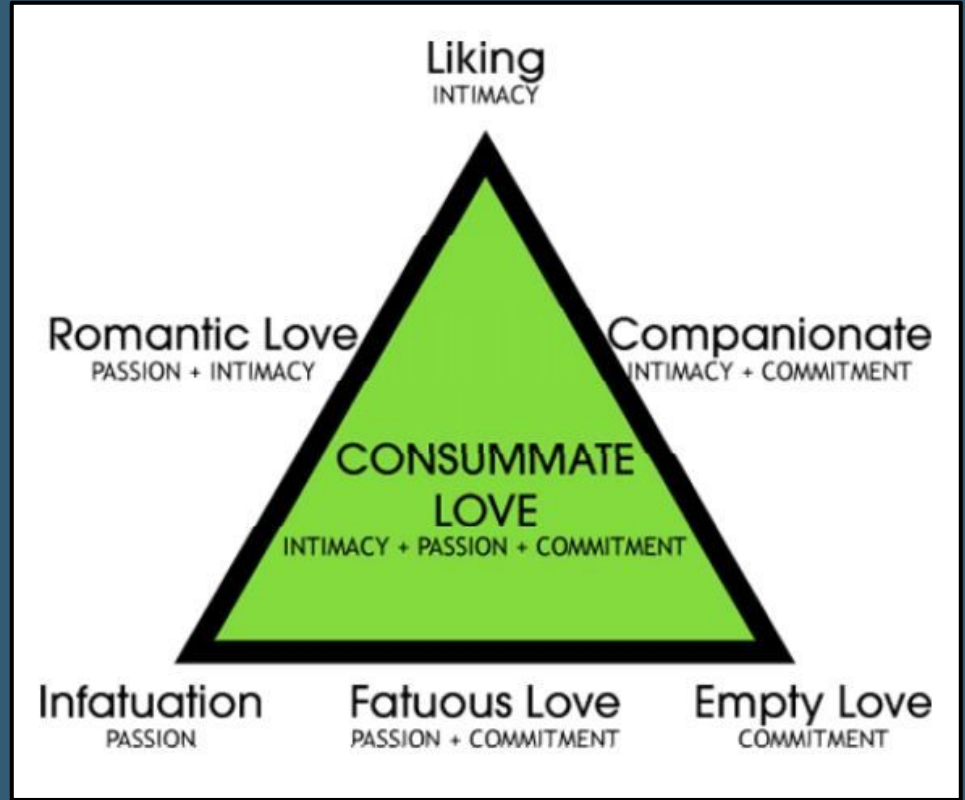 Liking
INTIMACY
Romantic Love
PASSION + INTIMACY
Companionate
INTIMACY + COMMITMENT
CONSUMMATE
LOVE
INTIMACY + PASSION + COMMITMENT
Infatuation
PASSION
Fatuous Love
PASSION + COMMITMENT
Empty Love
COMMITMENT